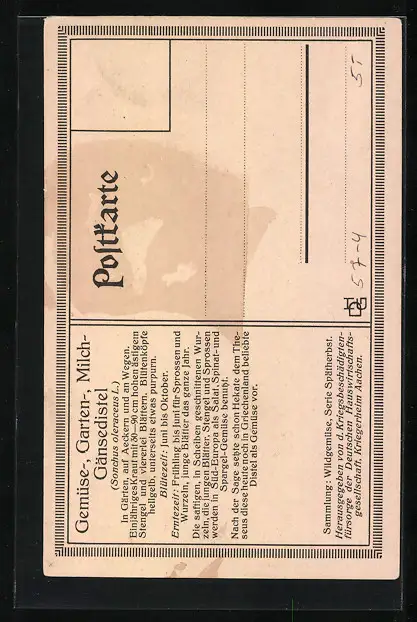 Gemüse-, Garten-, Milch-
Gänsedistel
(Sonchus oleraceus L.)
In Gärten, auf Aeckern und an Wegen.
Einjähriges Kraut mit 30—90 cm hohen ästigem
Stengel und viererlei Blättern. Blütenköpfe
hellgelb, unterseits etwas purpurn.
Blütezeit: Juni bis Oktober.
Erntezeit: Frühling bis Juni für Sprossen und
Wurzeln, junge Blätter das ganze Jahr.
Die saftigen, in Scheiben geschnittenen Wur-
zeln, die jungen Blätter, Stengel und Sprossen
werden in Süd-Europa als Salat, Spinat- und
Spargel-Gemüse benutzt.
Nach der Sage setzte schon Hekate dem The-
seus diese heute noch in Griechenland beliebte
Distel als Gemüse vor.
Sammlung: Wildgemüse, Serie Spätherbst.
Herausgegeben von d. Kriegsbeschädigten-
fürsorge der Deutschen Hauswirtschafts-
gesellschaft, Kriegerheim Aachen.
Postkarte
57-4
5,-